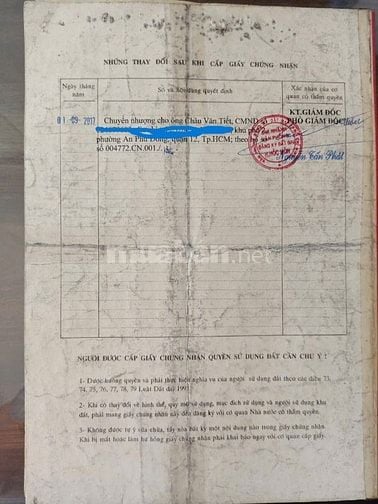 NHỮNG THAY ĐỔI SAU KHI CẤP GIẤY CHỨNG NHẬN
Ngày tháng năm
Số và Nội dung quyết định
Xác nhận của cơ quan có thẩm quyền
01-09-2017
Chuyển nhượng cho ông Châu Văn Tiết, CMND số
khu phố
phường An Phú Đông, quận 12, Tp.HCM; theo
số 004772.CN.001./.
KT.GIÁM ĐỐC
PHÓ GIÁM ĐỐC
Nguyễn Tấn Phát
muaban.net
NGƯỜI ĐƯỢC CẤP GIẤY CHỨNG NHẬN QUYỀN SỬ DỤNG ĐẤT CẦN CHÚ Ý :
1- Được hưởng quyền và phải thực hiện nghĩa vụ của người sử dụng đất theo các điều 73,
74, 75, 76, 77, 78, 79 Luật Đất đai 1993.
2- Khi có thay đổi về hình thể, quy mô sử dụng, mục đích sử dụng và người sử dụng khu
đất, phải mang giấy chứng nhận này đến đăng ký với cơ quan Nhà nước có thẩm quyền.
3- Không được tự ý sửa chữa, tẩy xóa bất kỳ một nội dung nào trong giấy chứng nhận.
Khi bị mất hoặc làm hư hỏng giấy chứng nhận phải khai báo ngay với cơ quan cấp giấy.